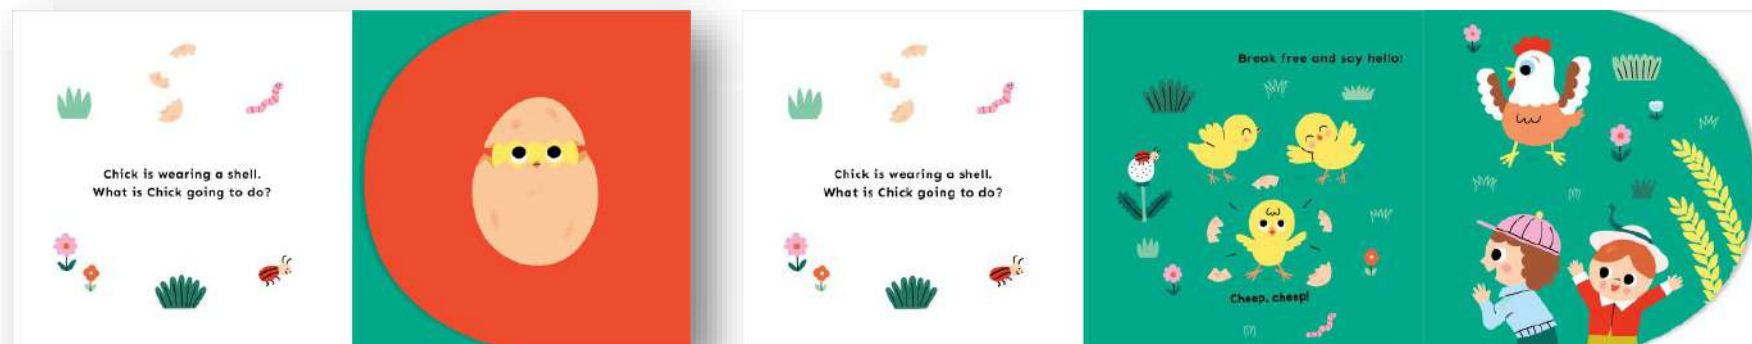 Chick is wearing a shell.
What is Chick going to do?
Chick is wearing a shell.
What is Chick going to do?
Break free and say hello!
Cheep, cheep!